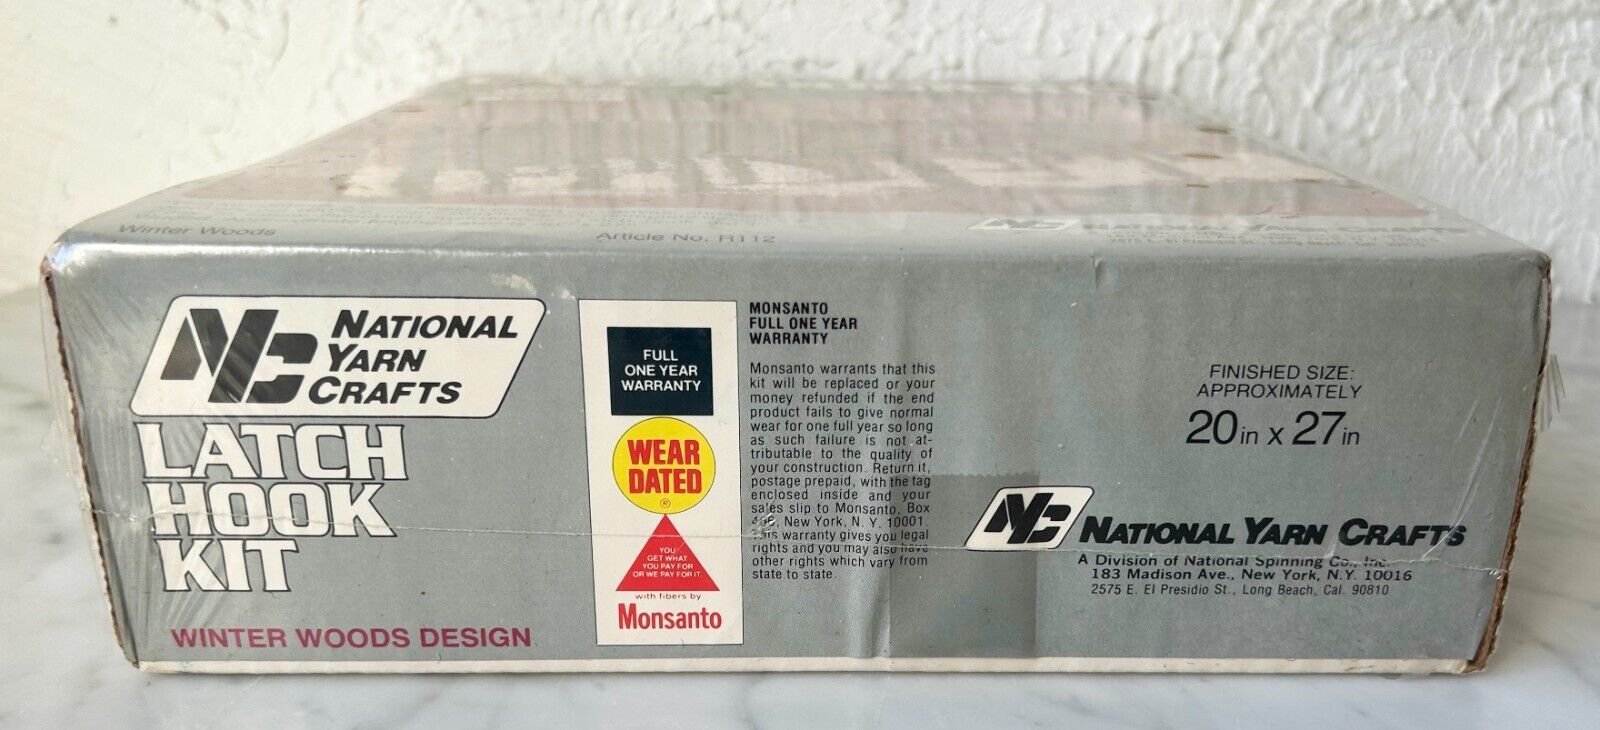 Winter Woods
Article No. R112
NYC NATIONAL YARN CRAFTS
NYC
NATIONAL
YARN
CRAFTS
LATCH
HOOK
KIT
WINTER WOODS DESIGN
FULL
ONE YEAR
WARRANTY
WEAR
DATED
®
YOU
GET WHAT
YOU PAY FOR
OR WE PAY FOR IT.
with fibers by
Monsanto
MONSANTO
FULL ONE YEAR
WARRANTY
Monsanto warrants that this
kit will be replaced or your
money refunded if the end
product fails to give normal
wear for one full year so long
as such failure is not at-
tributable to the quality of
your construction. Return it,
postage prepaid, with the tag
enclosed inside and your
sales slip to Monsanto, Box
New York, N. Y. 10001.
This warranty gives you legal
rights and you may also have
other rights which vary from
state to state.
FINISHED SIZE:
APPROXIMATELY
20in x 27in
NYC NATIONAL YARN CRAFTS
A Division of National Spinning Co., Inc.
183 Madison Ave., New York, N.Y. 10016
2575 E. El Presidio St., Long Beach, Cal. 90810